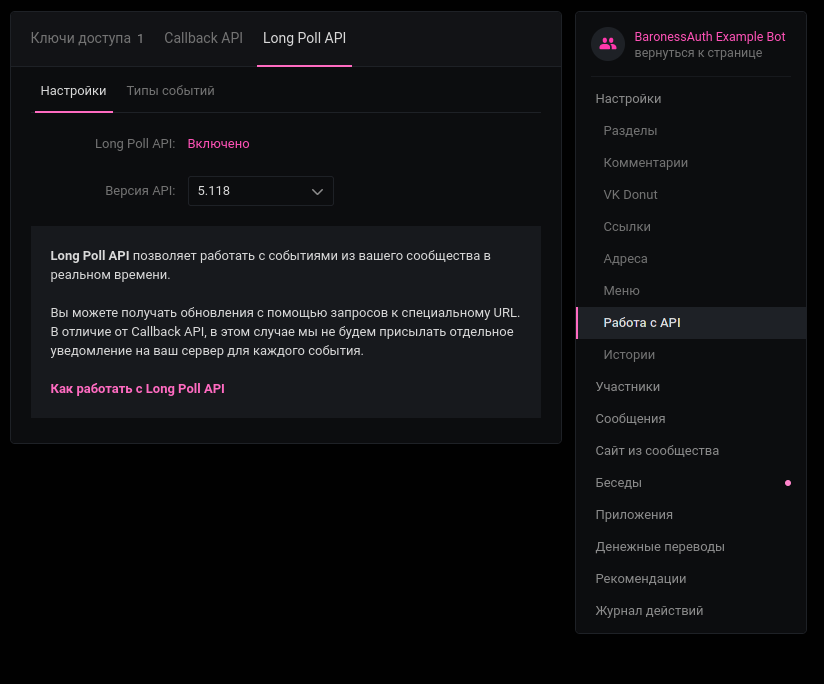 Ключи доступа 1 Callback API Long Poll API
Настройки Типы событий
Long Poll API: Включено
Версия API: 5.118
Long Poll API позволяет работать с событиями из вашего сообщества в
реальном времени.
Вы можете получать обновления с помощью запросов к специальному URL.
В отличие от Callback API, в этом случае мы не будем присылать отдельное
уведомление на ваш сервер для каждого события.
Как работать с Long Poll API
BaronessAuth Example Bot
вернуться к странице
Настройки
Разделы
Комментарии
VK Donut
Ссылки
Адреса
Меню
Работа с API
Истории
Участники
Сообщения
Сайт из сообщества
Беседы
Приложения
Денежные переводы
Рекомендации
Журнал действий